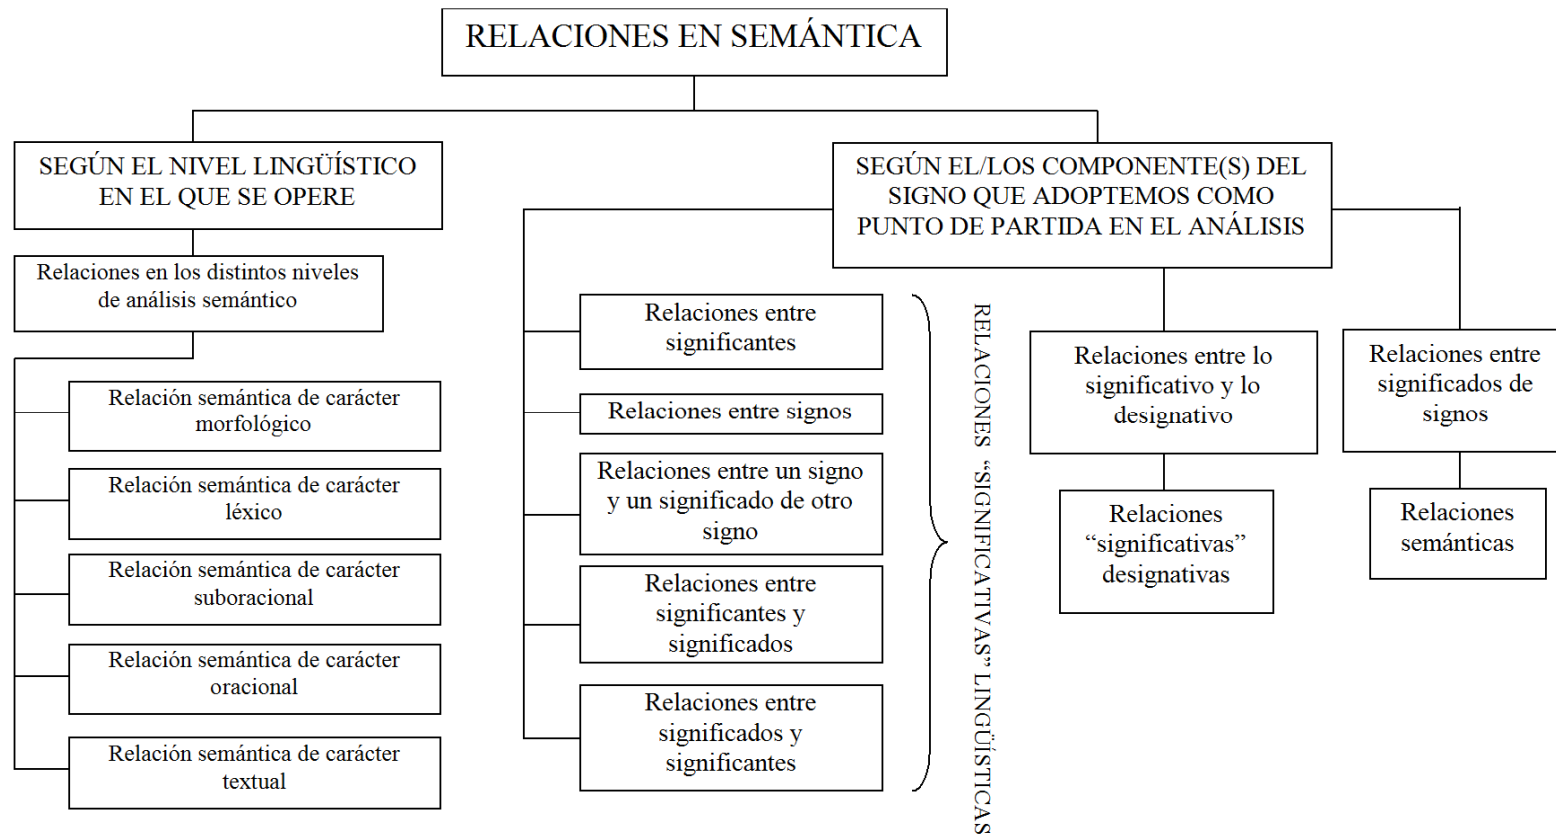 RELACIONES EN SEMÁNTICA
SEGÚN EL NIVEL LINGÜÍSTICO
EN EL QUE SE OPERE
Relaciones en los distintos niveles
de análisis semántico
Relación semántica de carácter
morfológico
Relación semántica de carácter
léxico
Relación semántica de carácter
suboracional
Relación semántica de carácter
oracional
Relación semántica de carácter
textual
SEGÚN EL/LOS COMPONENTE(S) DEL
SIGNO QUE ADOPTEMOS COMO
PUNTO DE PARTIDA EN EL ANÁLISIS
Relaciones entre
significantes
Relaciones entre signos
Relaciones entre un signo
y un significado de otro
signo
Relaciones entre
significantes y
significados
Relaciones entre
significados y
significantes
RELACIONES “SIGNIFICATIVAS” LINGÜÍSTICAS
Relaciones entre lo
significativo y lo
designativo
Relaciones
“significativas”
designativas
Relaciones entre
significados de
signos
Relaciones
semánticas